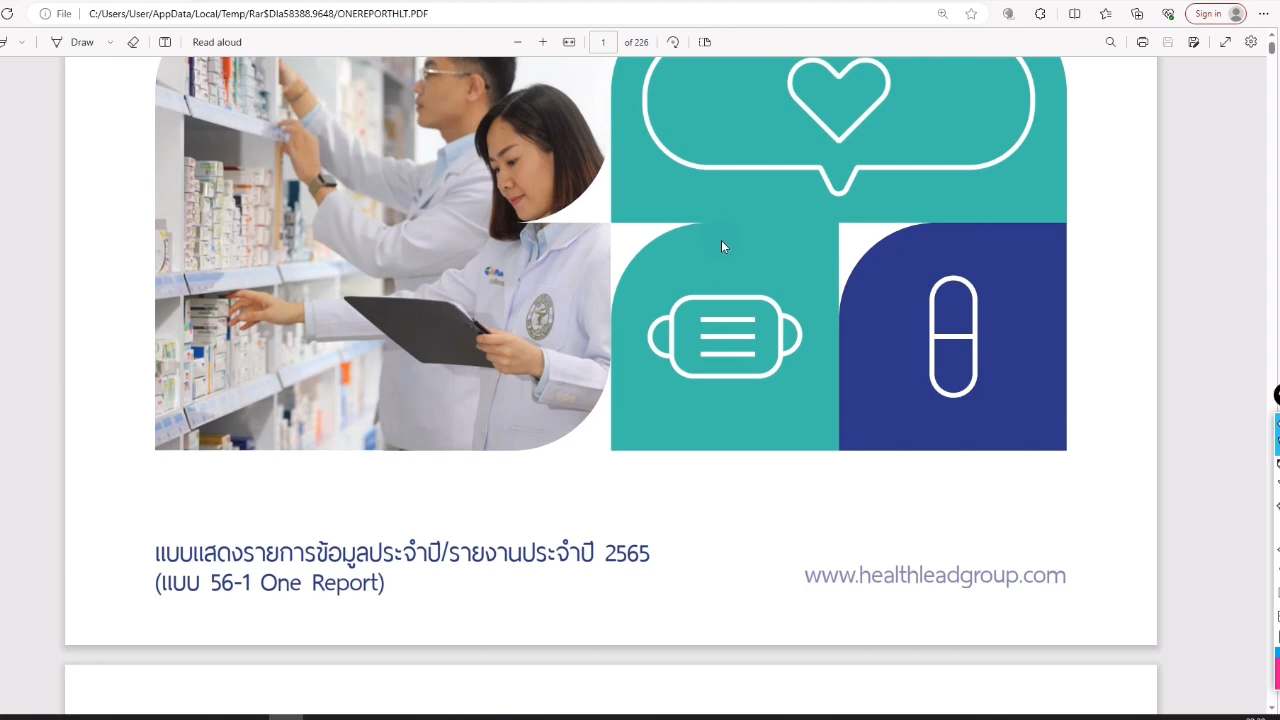 File
C:/Users/User/AppData/Local/Temp/Rar$DIa58388.9648/ONEREPORTHLT.PDF
Sign in
Draw
Read aloud
1
of 226
แบบแสดงรายการข้อมูลประจำปี/รายงานประจำปี 2565
(แบบ 56-1 One Report)
www.healthleadgroup.com